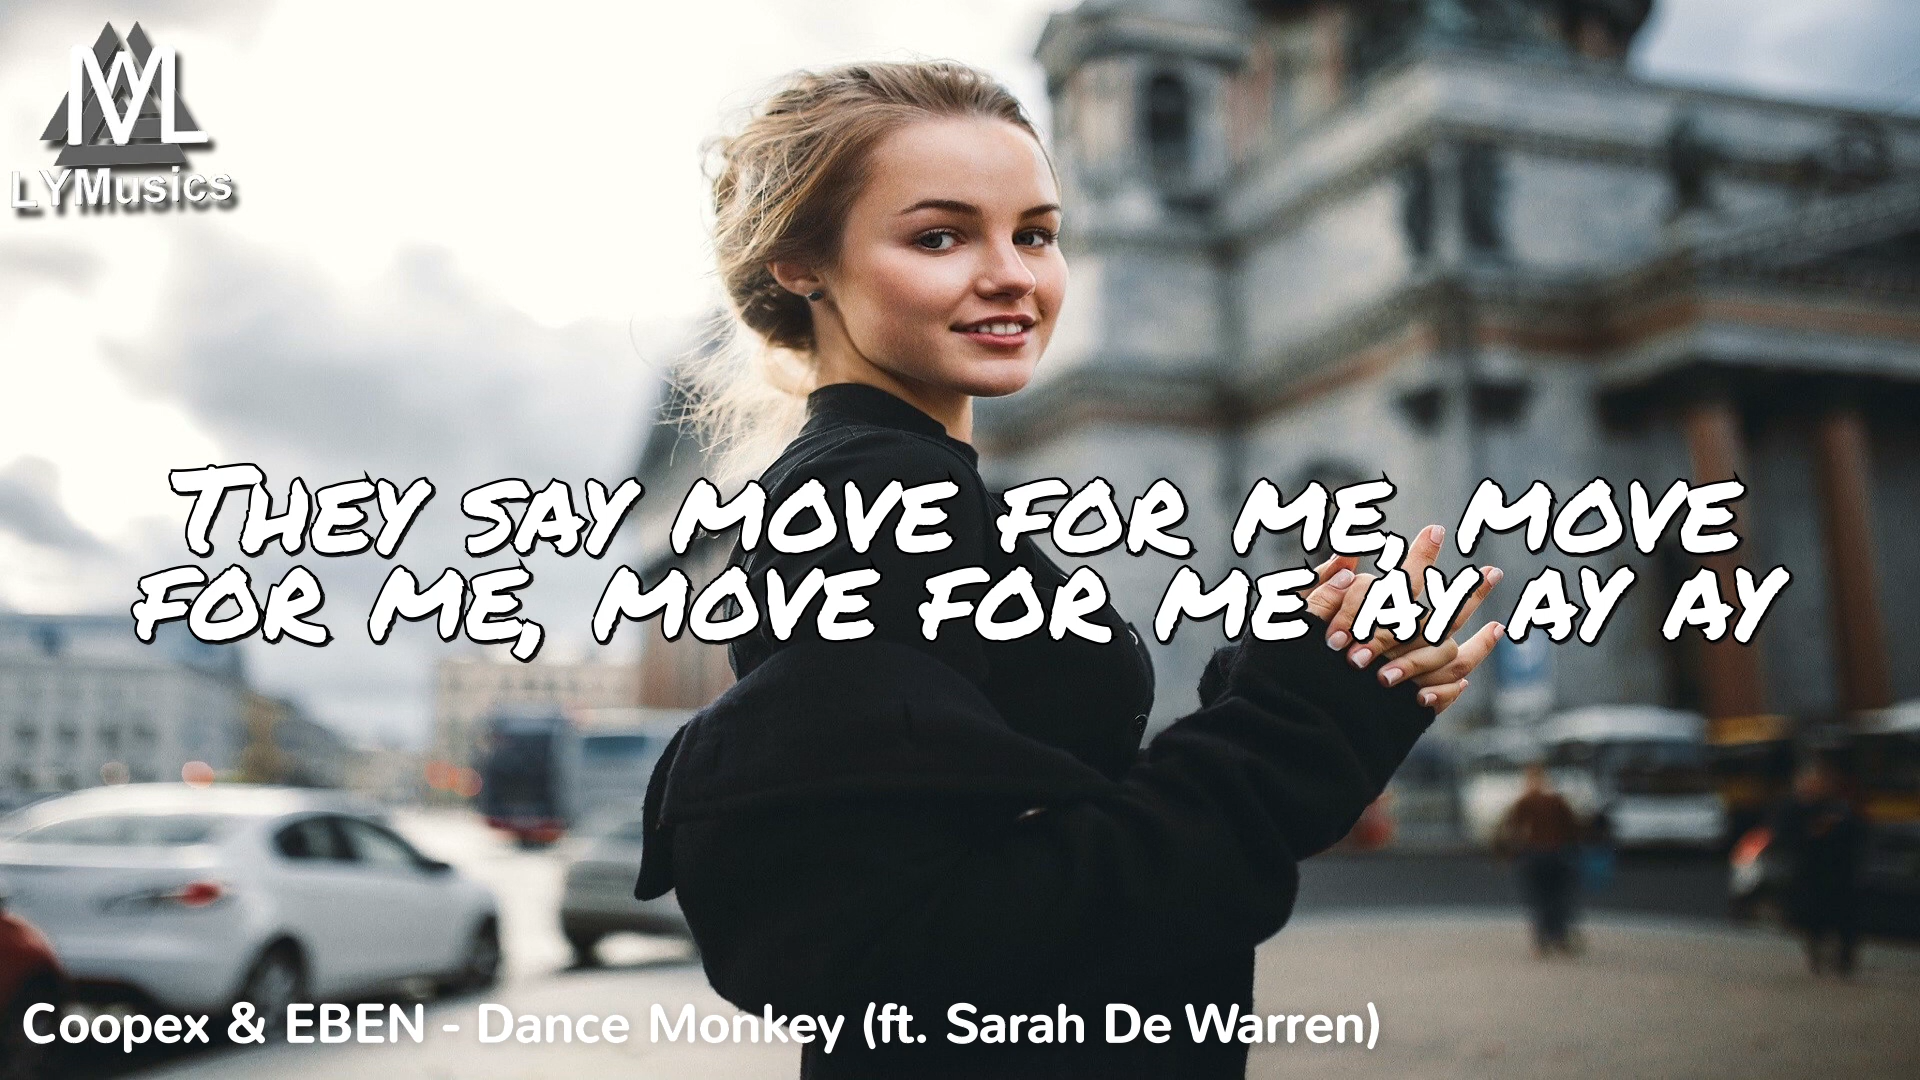 MYL
LYMusics
They say move for me, move
for me, move for me ay ay ay
Coopex & EBEN - Dance Monkey (ft. Sarah De Warren)